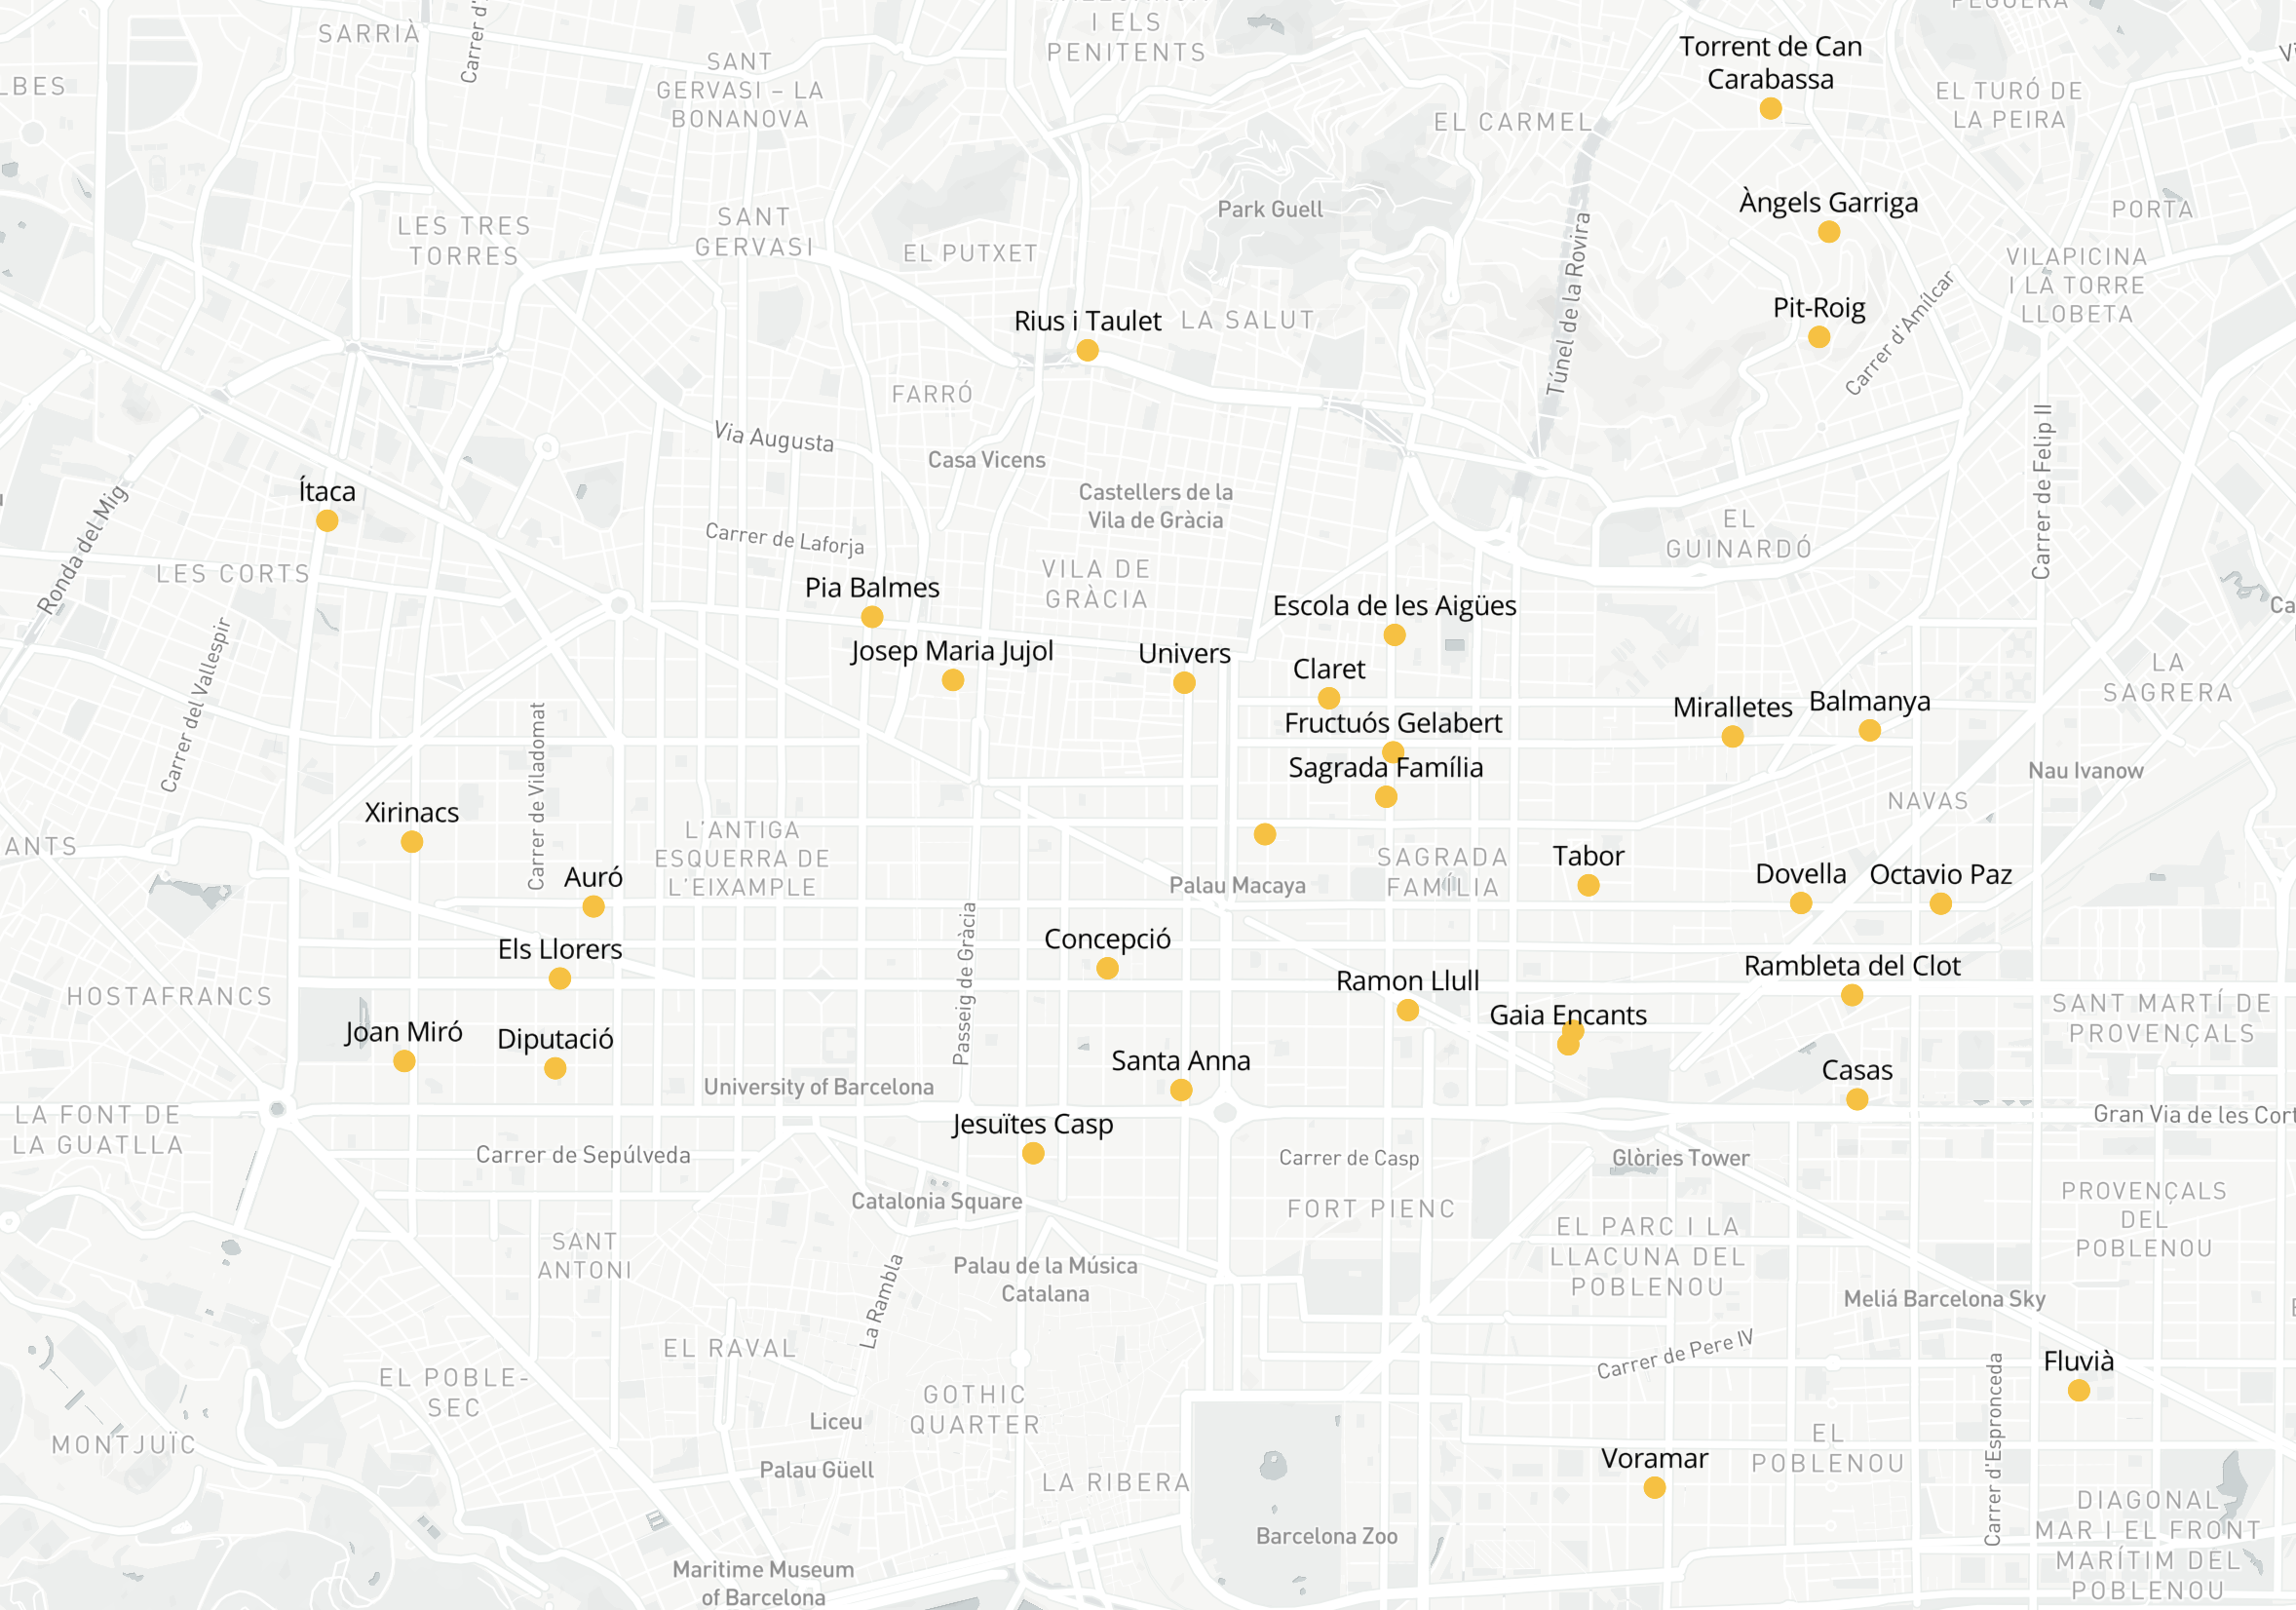 SARRIÀ
Carrer d'
I ELS
PENITENTS
SANT
GERVASI – LA
BONANOVA
Torrent de Can
Carabassa
EL TURÓ DE
LA PEIRA
LBES
EL CARMEL
Àngels Garriga
PORTA
LES TRES
TORRES
SANT
GERVASI
EL PUTXET
Park Guell
Túnel de la Rovira
VILAPICINA
I LA TORRE
LLOBETA
Pit-Roig
Carrer d'Amílcar
Rius i Taulet
LA SALUT
FARRÓ
Via Augusta
Casa Vicens
Carrer de Felip II
Ítaca
Ronda del Mig
Castellers de la
Vila de Gràcia
Carrer de Laforja
EL
GUINARDÓ
LES CORTS
VILA DE
GRÀCIA
Pia Balmes
Escola de les Aigües
Ca
Carrer del Vallespir
Josep Maria Jujol
Univers
Claret
LA
SAGRERA
Miralletes
Balmanya
Fructuós Gelabert
Sagrada Família
Nau Ivanow
Carrer de Viladomat
Xirinacs
NAVAS
ANTS
L'ANTIGA
ESQUERRA DE
L'EIXAMPLE
SAGRADA
FAMÍLIA
Tabor
Auró
Palau Macaya
Dovella
Octavio Paz
Passeig de Gràcia
Els Llorers
Concepció
Ramon Llull
Rambleta del Clot
HOSTAFRANCS
SANT MARTÍ DE
PROVENÇALS
Gaia Encants
Joan Miró
Diputació
Santa Anna
Casas
University of Barcelona
LA FONT DE
LA GUATLLA
Gran Via de les Cort
Jesuïtes Casp
Carrer de Sepúlveda
Carrer de Casp
Glòries Tower
Catalonia Square
FORT PIENC
PROVENÇALS
DEL
POBLENOU
SANT
ANTONI
EL PARC I LA
LLACUNA DEL
POBLENOU
Palau de la Música
Catalana
La Rambla
Meliá Barcelona Sky
EL RAVAL
Carrer de Pere IV
Fluvià
EL POBLE-
SEC
GOTHIC
QUARTER
Carrer d'Espronceda
Liceu
MONTJUÏC
EL
POBLENOU
Voramar
Palau Güell
LA RIBERA
DIAGONAL
MAR I EL FRONT
MARÍTIM DEL
POBLENOU
Barcelona Zoo
Maritime Museum
of Barcelona